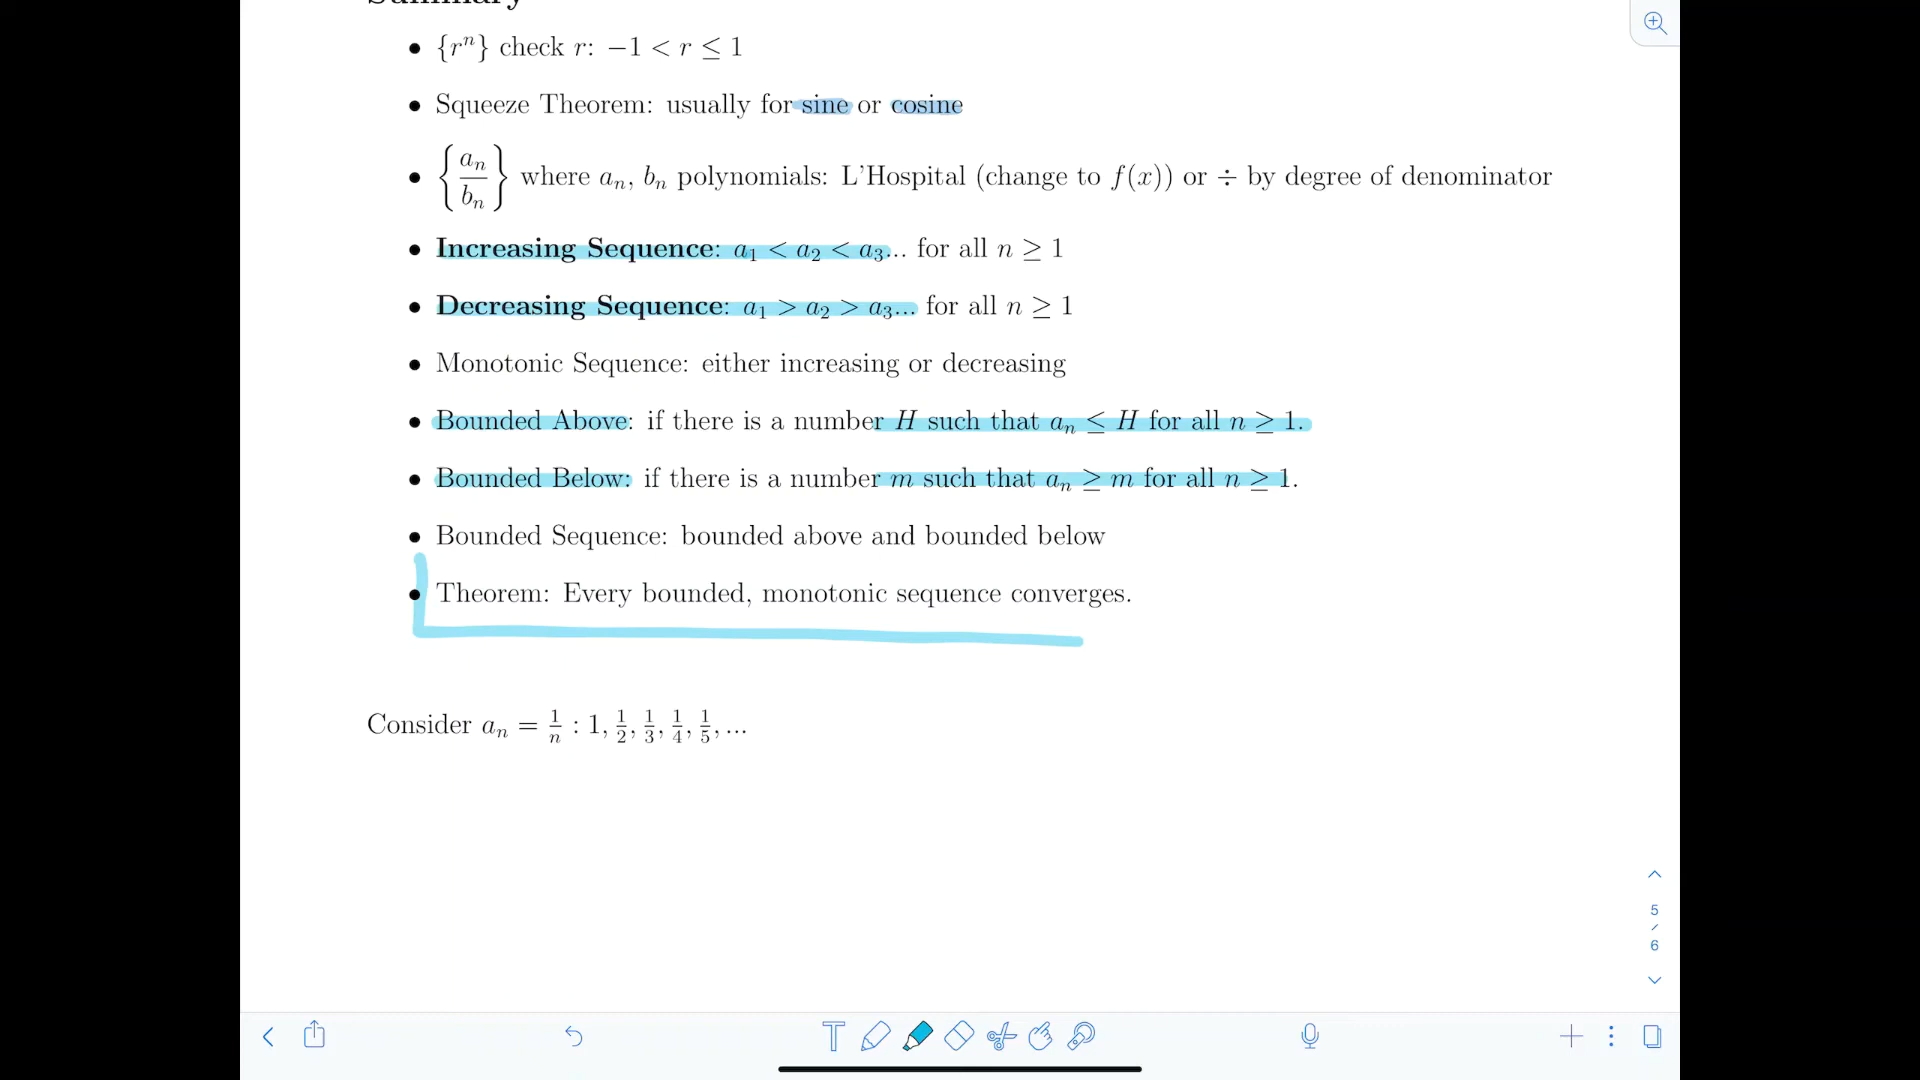 Summary
• {rⁿ} check r: −1 < r ≤ 1
• Squeeze Theorem: usually for sine or cosine
• {aₙ/bₙ} where aₙ, bₙ polynomials: L'Hospital (change to f(x)) or ÷ by degree of denominator
• Increasing Sequence: a₁ < a₂ < a₃... for all n ≥ 1
• Decreasing Sequence: a₁ > a₂ > a₃... for all n ≥ 1
• Monotonic Sequence: either increasing or decreasing
• Bounded Above: if there is a number H such that aₙ ≤ H for all n ≥ 1.
• Bounded Below: if there is a number m such that aₙ ≥ m for all n ≥ 1.
• Bounded Sequence: bounded above and bounded below
• Theorem: Every bounded, monotonic sequence converges.
Consider aₙ = 1/n : 1, 1/2, 1/3, 1/4, 1/5, ...
5
/
6
T